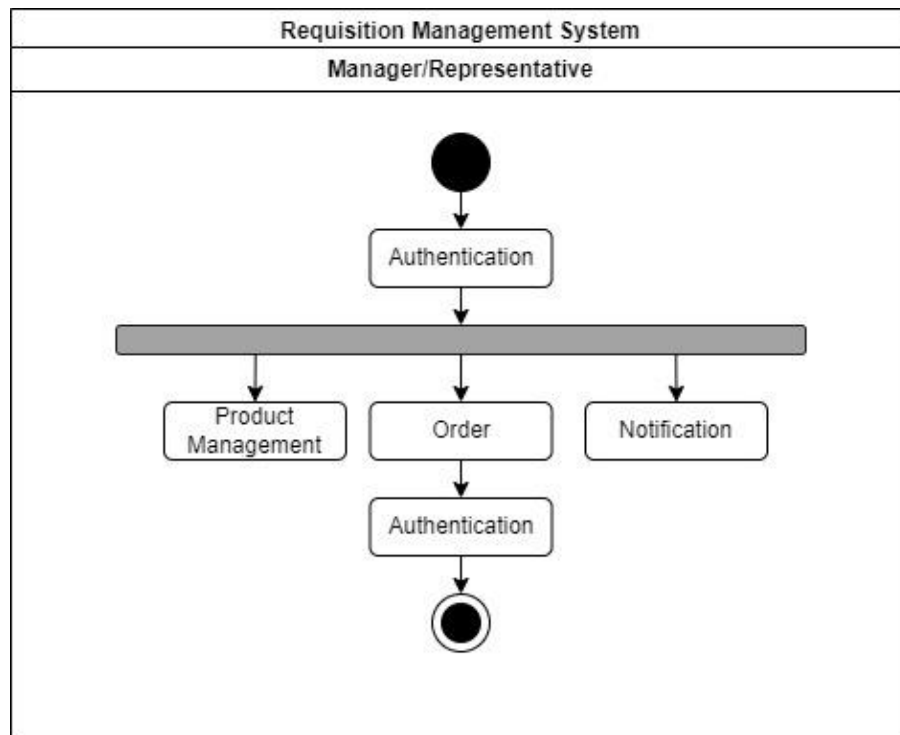 Requisition Management System
Manager/Representative
Authentication
Product
Management
Order
Notification
Authentication